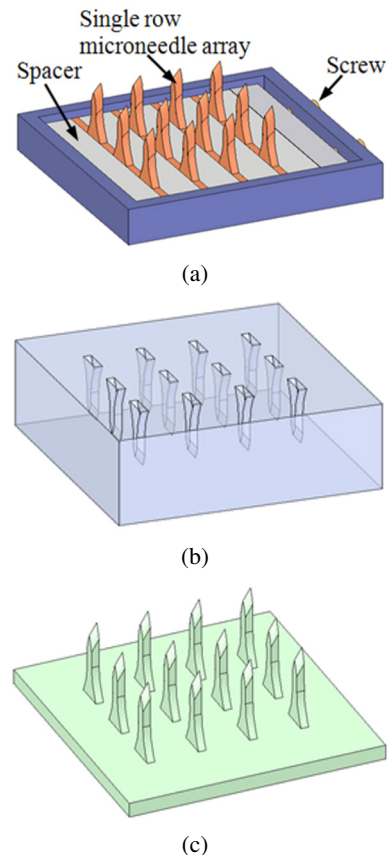 Single row
microneedle array
Spacer
Screw
(a)
(b)
(c)